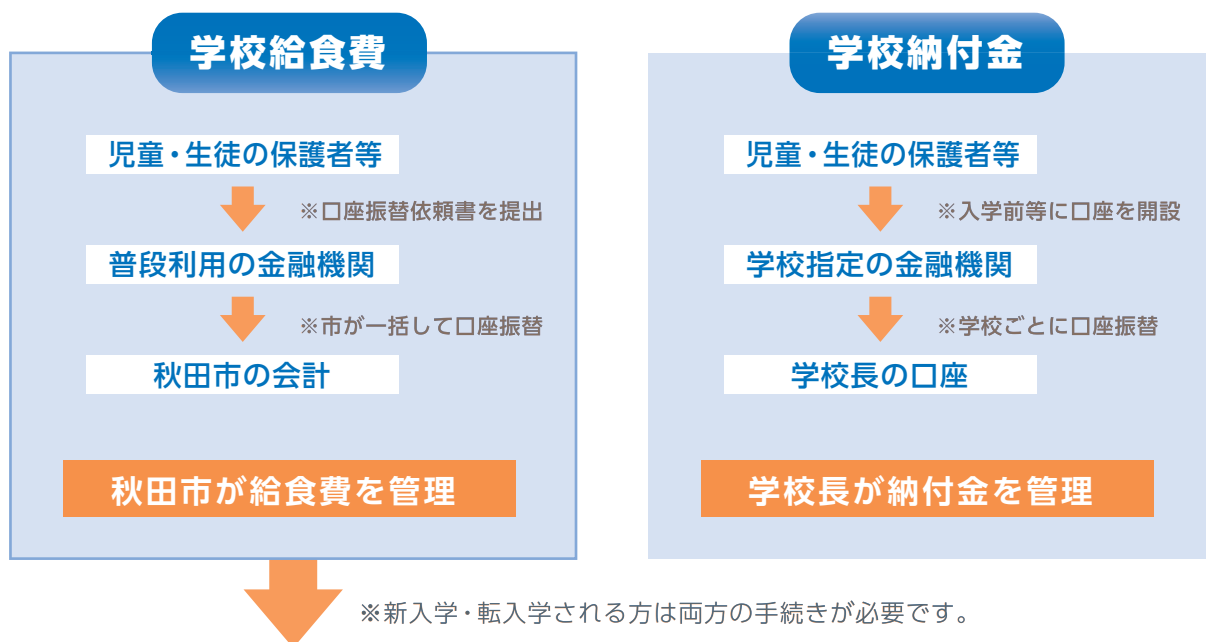 学校給食費
児童・生徒の保護者等
※口座振替依頼書を提出
普段利用の金融機関
※市が一括して口座振替
秋田市の会計
秋田市が給食費を管理
学校納付金
児童・生徒の保護者等
※入学前等に口座を開設
学校指定の金融機関
※学校ごとに口座振替
学校長の口座
学校長が納付金を管理
※新入学・転入学される方は両方の手続きが必要です。